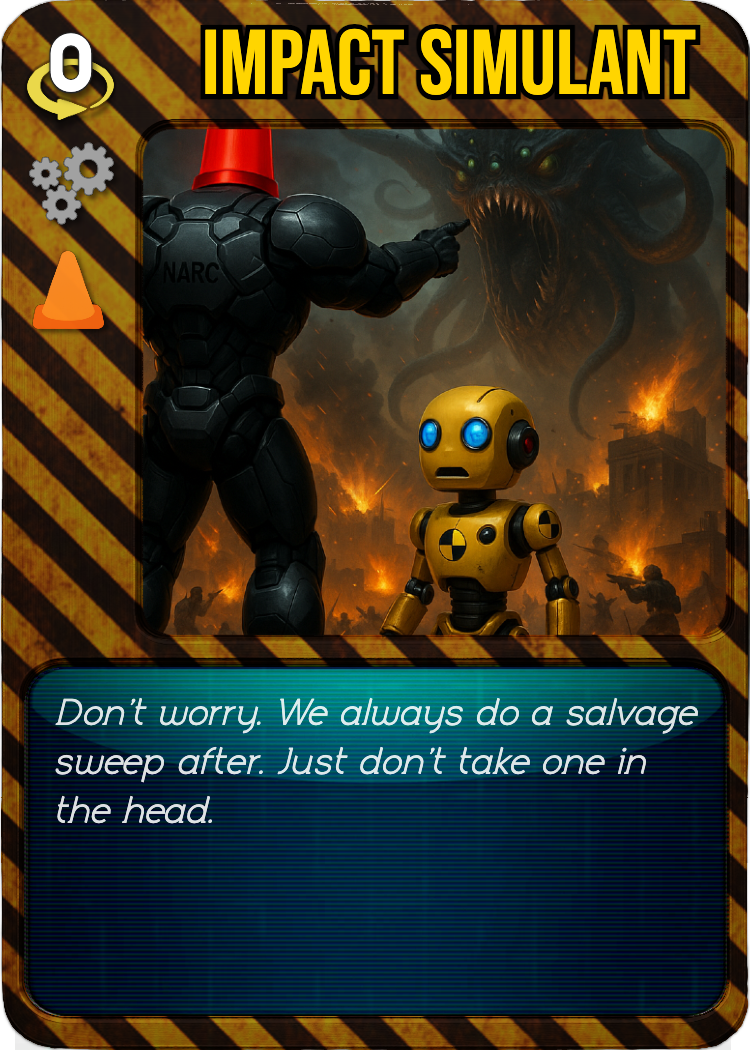 0
IMPACT SIMULANT
NARC
Don't worry. We always do a salvage
sweep after. Just don't take one in
the head.